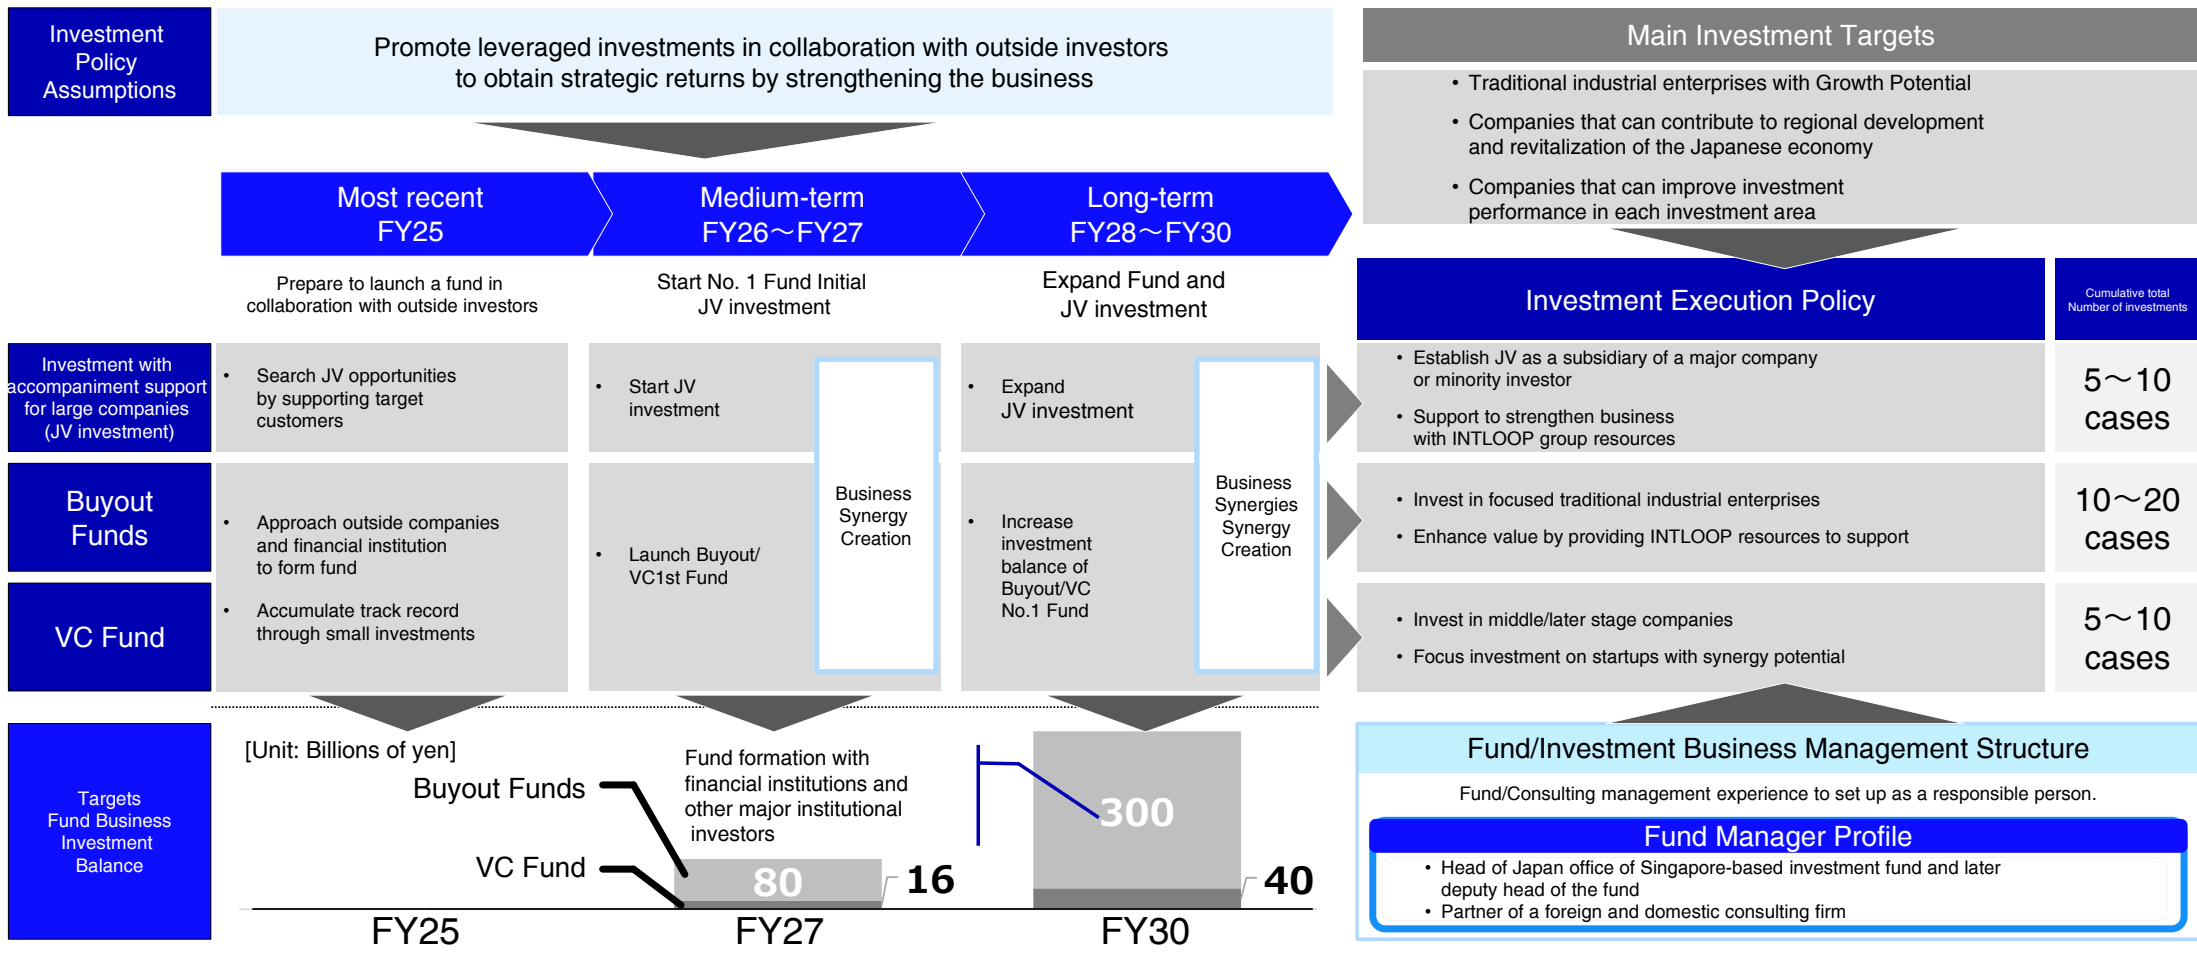 Investment
Policy
Assumptions
Promote leveraged investments in collaboration with outside investors
to obtain strategic returns by strengthening the business
Most recent
FY25
Medium-term
FY26～FY27
Long-term
FY28～FY30
Prepare to launch a fund in
collaboration with outside investors
Start No. 1 Fund Initial
JV investment
Expand Fund and
JV investment
Investment with
accompaniment support
for large companies
(JV investment)
• Search JV opportunities
by supporting target
customers
• Start JV
investment
• Expand
JV investment
Buyout
Funds
VC Fund
• Approach outside companies
and financial institution
to form fund
• Accumulate track record
through small investments
• Launch Buyout/
VC1st Fund
Business
Synergy
Creation
• Increase
investment
balance of
Buyout/VC
No.1 Fund
Business
Synergies
Synergy
Creation
Targets
Fund Business
Investment
Balance
[Unit: Billions of yen]
Buyout Funds
VC Fund
Fund formation with
financial institutions and
other major institutional
investors
80
16
300
40
FY25
FY27
FY30
Main Investment Targets
• Traditional industrial enterprises with Growth Potential
• Companies that can contribute to regional development
and revitalization of the Japanese economy
• Companies that can improve investment
performance in each investment area
Investment Execution Policy
Cumulative total
Number of investments
• Establish JV as a subsidiary of a major company
or minority investor
• Support to strengthen business
with INTLOOP group resources
5～10
cases
• Invest in focused traditional industrial enterprises
• Enhance value by providing INTLOOP resources to support
10～20
cases
• Invest in middle/later stage companies
• Focus investment on startups with synergy potential
5～10
cases
Fund/Investment Business Management Structure
Fund/Consulting management experience to set up as a responsible person.
Fund Manager Profile
• Head of Japan office of Singapore-based investment fund and later
deputy head of the fund
• Partner of a foreign and domestic consulting firm